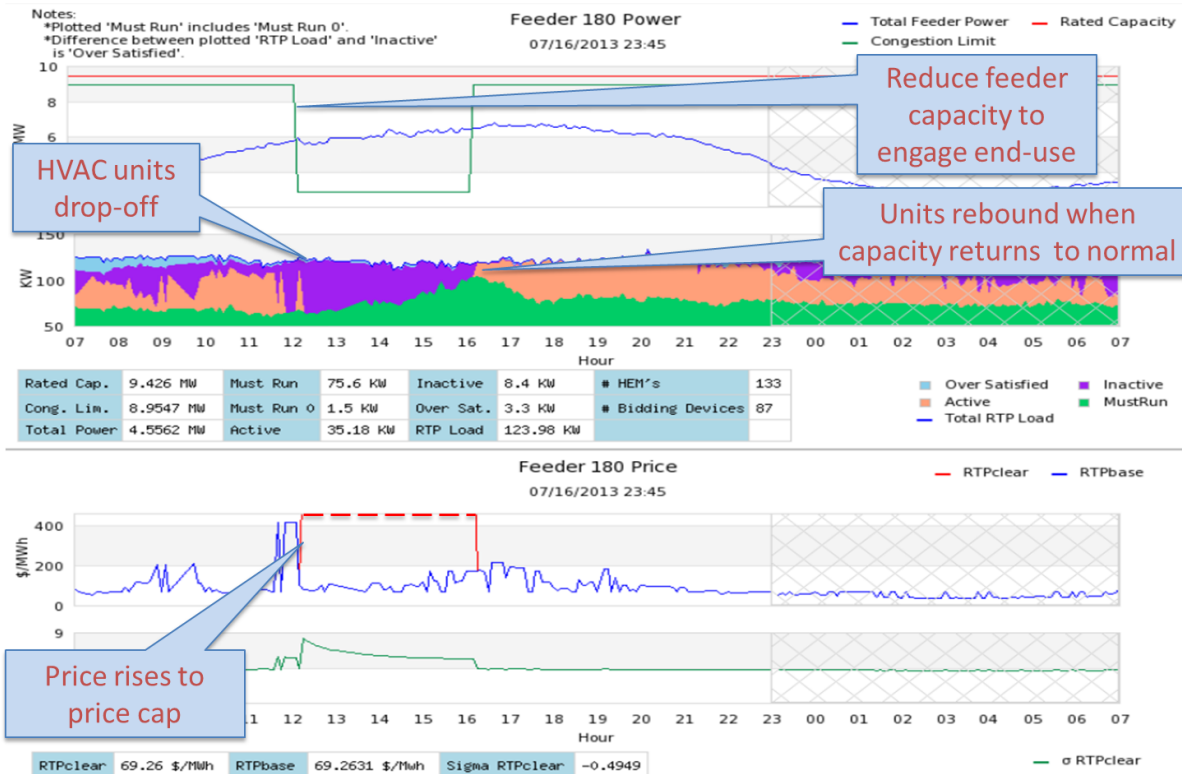 Notes:
*Plotted 'Must Run' includes 'Must Run 0'.
*Difference between plotted 'RTP Load' and 'Inactive'
is 'Over Satisfied'.
Feeder 180 Power
07/16/2013 23:45
Total Feeder Power
Rated Capacity
Congestion Limit
10
8
6
MW
Reduce feeder
capacity to
engage end-use
HVAC units
drop-off
Units rebound when
capacity returns to normal
150
100
50
KW
07 08 09 10 11 12 13 14 15 16 17 18 19 20 21 22 23 00 01 02 03 04 05 06 07
Hour
Rated Cap. 9.426 MW Must Run 75.6 KW Inactive 8.4 KW # HEM's 133
Cong. Lim. 8.9547 MW Must Run 0 1.5 KW Over Sat. 3.3 KW # Bidding Devices 87
Total Power 4.5562 MW Active 35.18 KW RTP Load 123.98 KW
Over Satisfied
Inactive
Active
MustRun
Total RTP Load
Feeder 180 Price
07/16/2013 23:45
RTPclear
RTPbase
400
200
0
$/MWh
9
Price rises to
price cap
11 12 13 14 15 16 17 18 19 20 21 22 23 00 01 02 03 04 05 06 07
Hour
RTPclear 69.26 $/MWh RTPbase 69.2631 $/Mwh Sigma RTPclear -0.4949
σ RTPclear